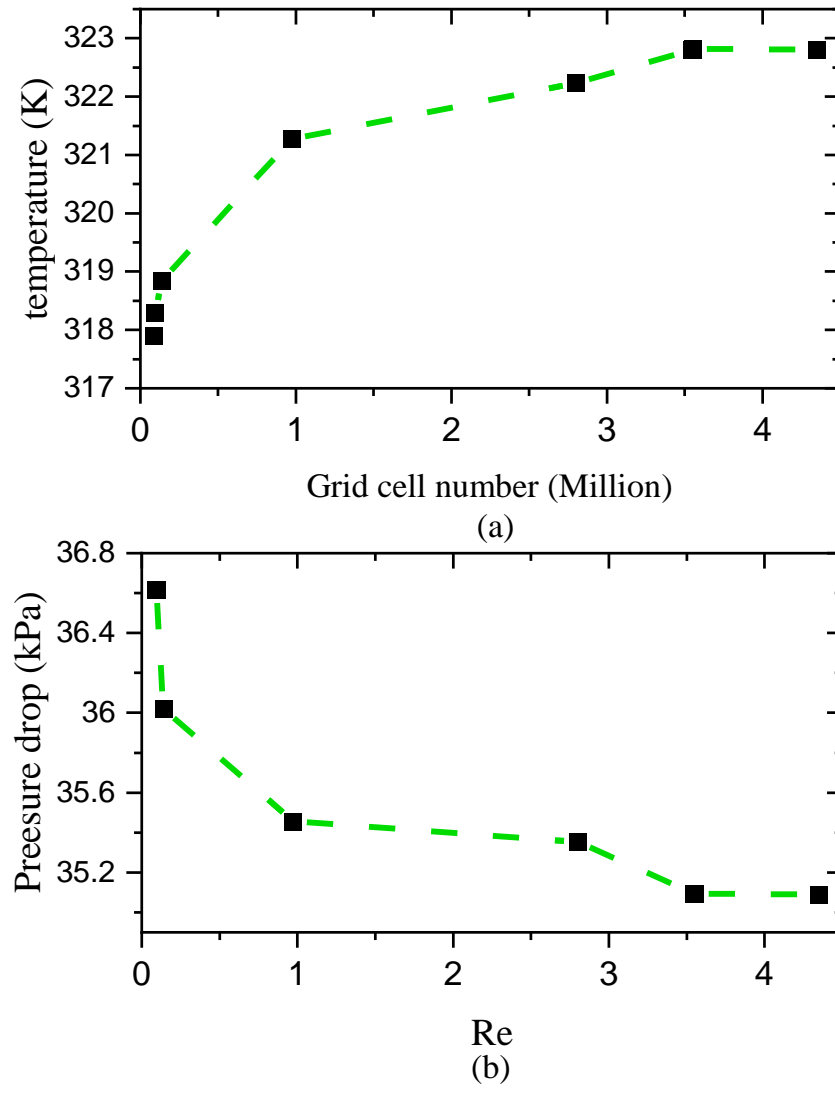 323
322
321
320
319
318
317
temperature (K)
0 1 2 3 4
Grid cell number (Million)
(a)
36.8
36.4
36
35.6
35.2
Preesure drop (kPa)
0 1 2 3 4
Re
(b)